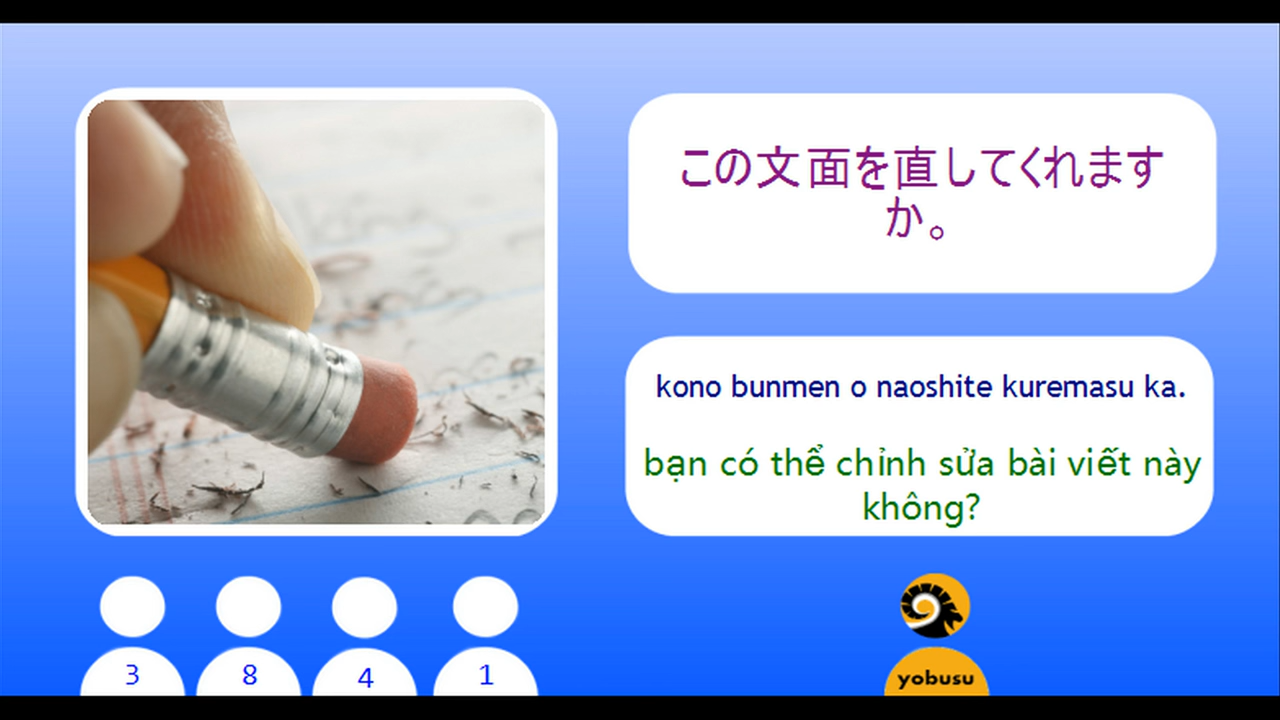 この文面を直してくれます
か。
kono bunmen o naoshite kuremasu ka.
bạn có thể chỉnh sửa bài viết này
không?
3 8 4 1
yobusu